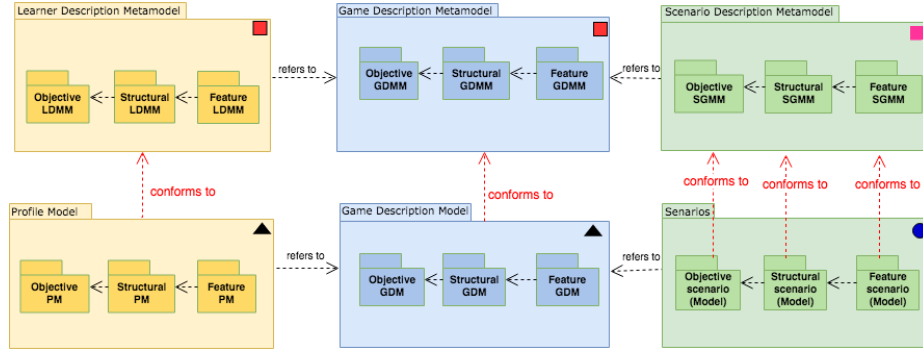 Learner Description Metamodel
Objective
LDMM
Structural
LDMM
Feature
LDMM
refers to
Game Description Metamodel
Objective
GDMM
Structural
GDMM
Feature
GDMM
refers to
Scenario Description Metamodel
Objective
SGMM
Structural
SGMM
Feature
SGMM
conforms to
conforms to
conforms to
conforms to
conforms to
Profile Model
Objective
PM
Structural
PM
Feature
PM
refers to
Game Description Model
Objective
GDM
Structural
GDM
Feature
GDM
refers to
Senarios
Objective
scenario
(Model)
Structural
scenario
(Model)
Feature
scenario
(Model)